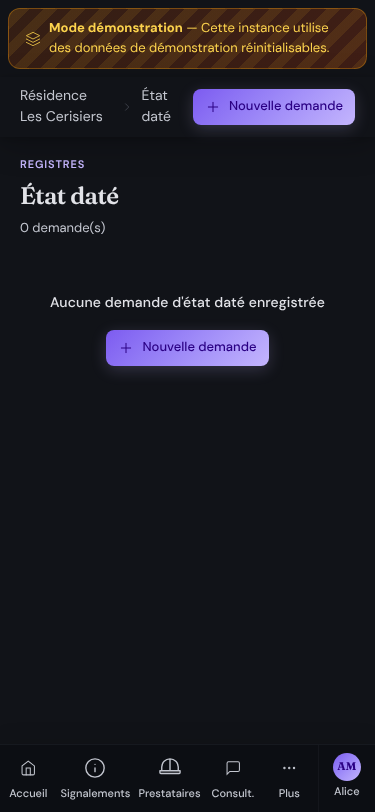 Mode démonstration — Cette instance utilise
des données de démonstration réinitialisables.
Résidence
Les Cerisiers
État
daté
Nouvelle demande
REGISTRES
État daté
0 demande(s)
Aucune demande d'état daté enregistrée
Nouvelle demande
Accueil
Signalements
Prestataires
Consult.
Plus
AM
Alice